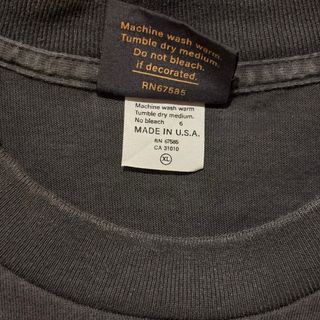 Machine wash warm.
Tumble dry medium.
Do not bleach.
if decorated.
RN67585
Machine wash warm
Tumble dry medium.
No bleach 6
MADE IN U.S.A.
RN 67585
CA 31010
XL